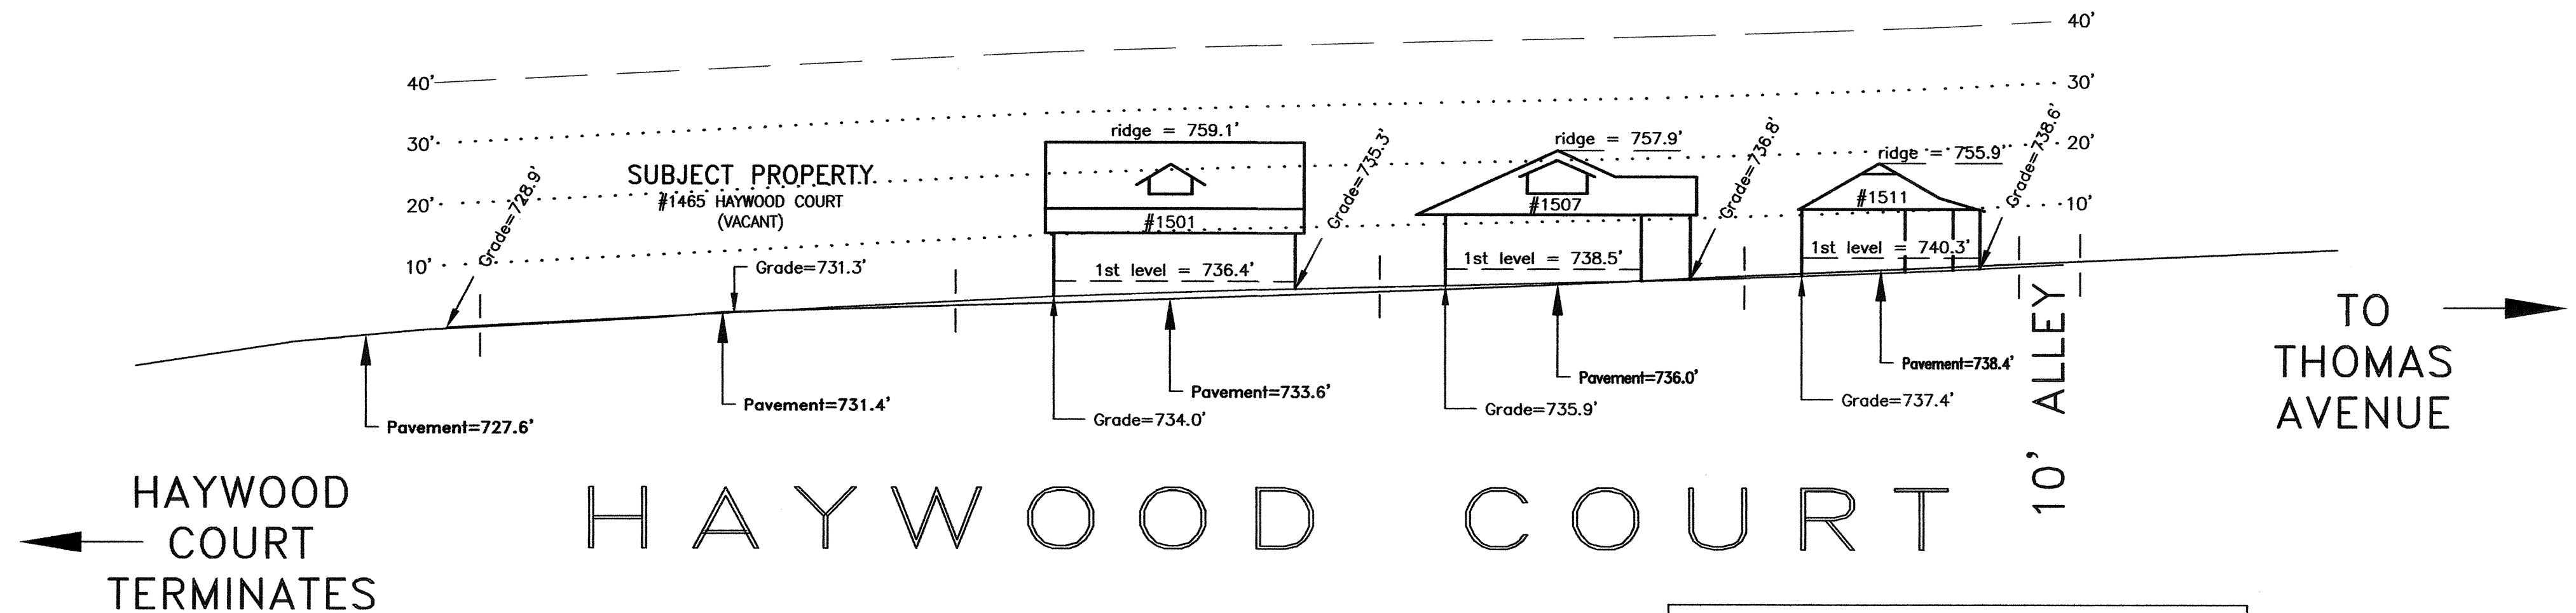 40'
30'
20'
10'
40'
30'
20'
10'
Grade=728.9'
SUBJECT PROPERTY
#1465 HAYWOOD COURT
(VACANT)
Grade=731.3'
ridge = 759.1'
#1501
1st level = 736.4'
Grade=735.3'
ridge = 757.9'
#1507
1st level = 738.5'
Grade=736.8'
ridge = 755.9'
#1511
1st level = 740.3'
Grade=738.6'
Pavement=727.6'
Pavement=731.4'
Grade=734.0'
Pavement=733.6'
Grade=735.9'
Pavement=736.0'
Grade=737.4'
Pavement=738.4'
10' ALLEY
TO
THOMAS
AVENUE
HAYWOOD
COURT
TERMINATES
HAYWOOD COURT